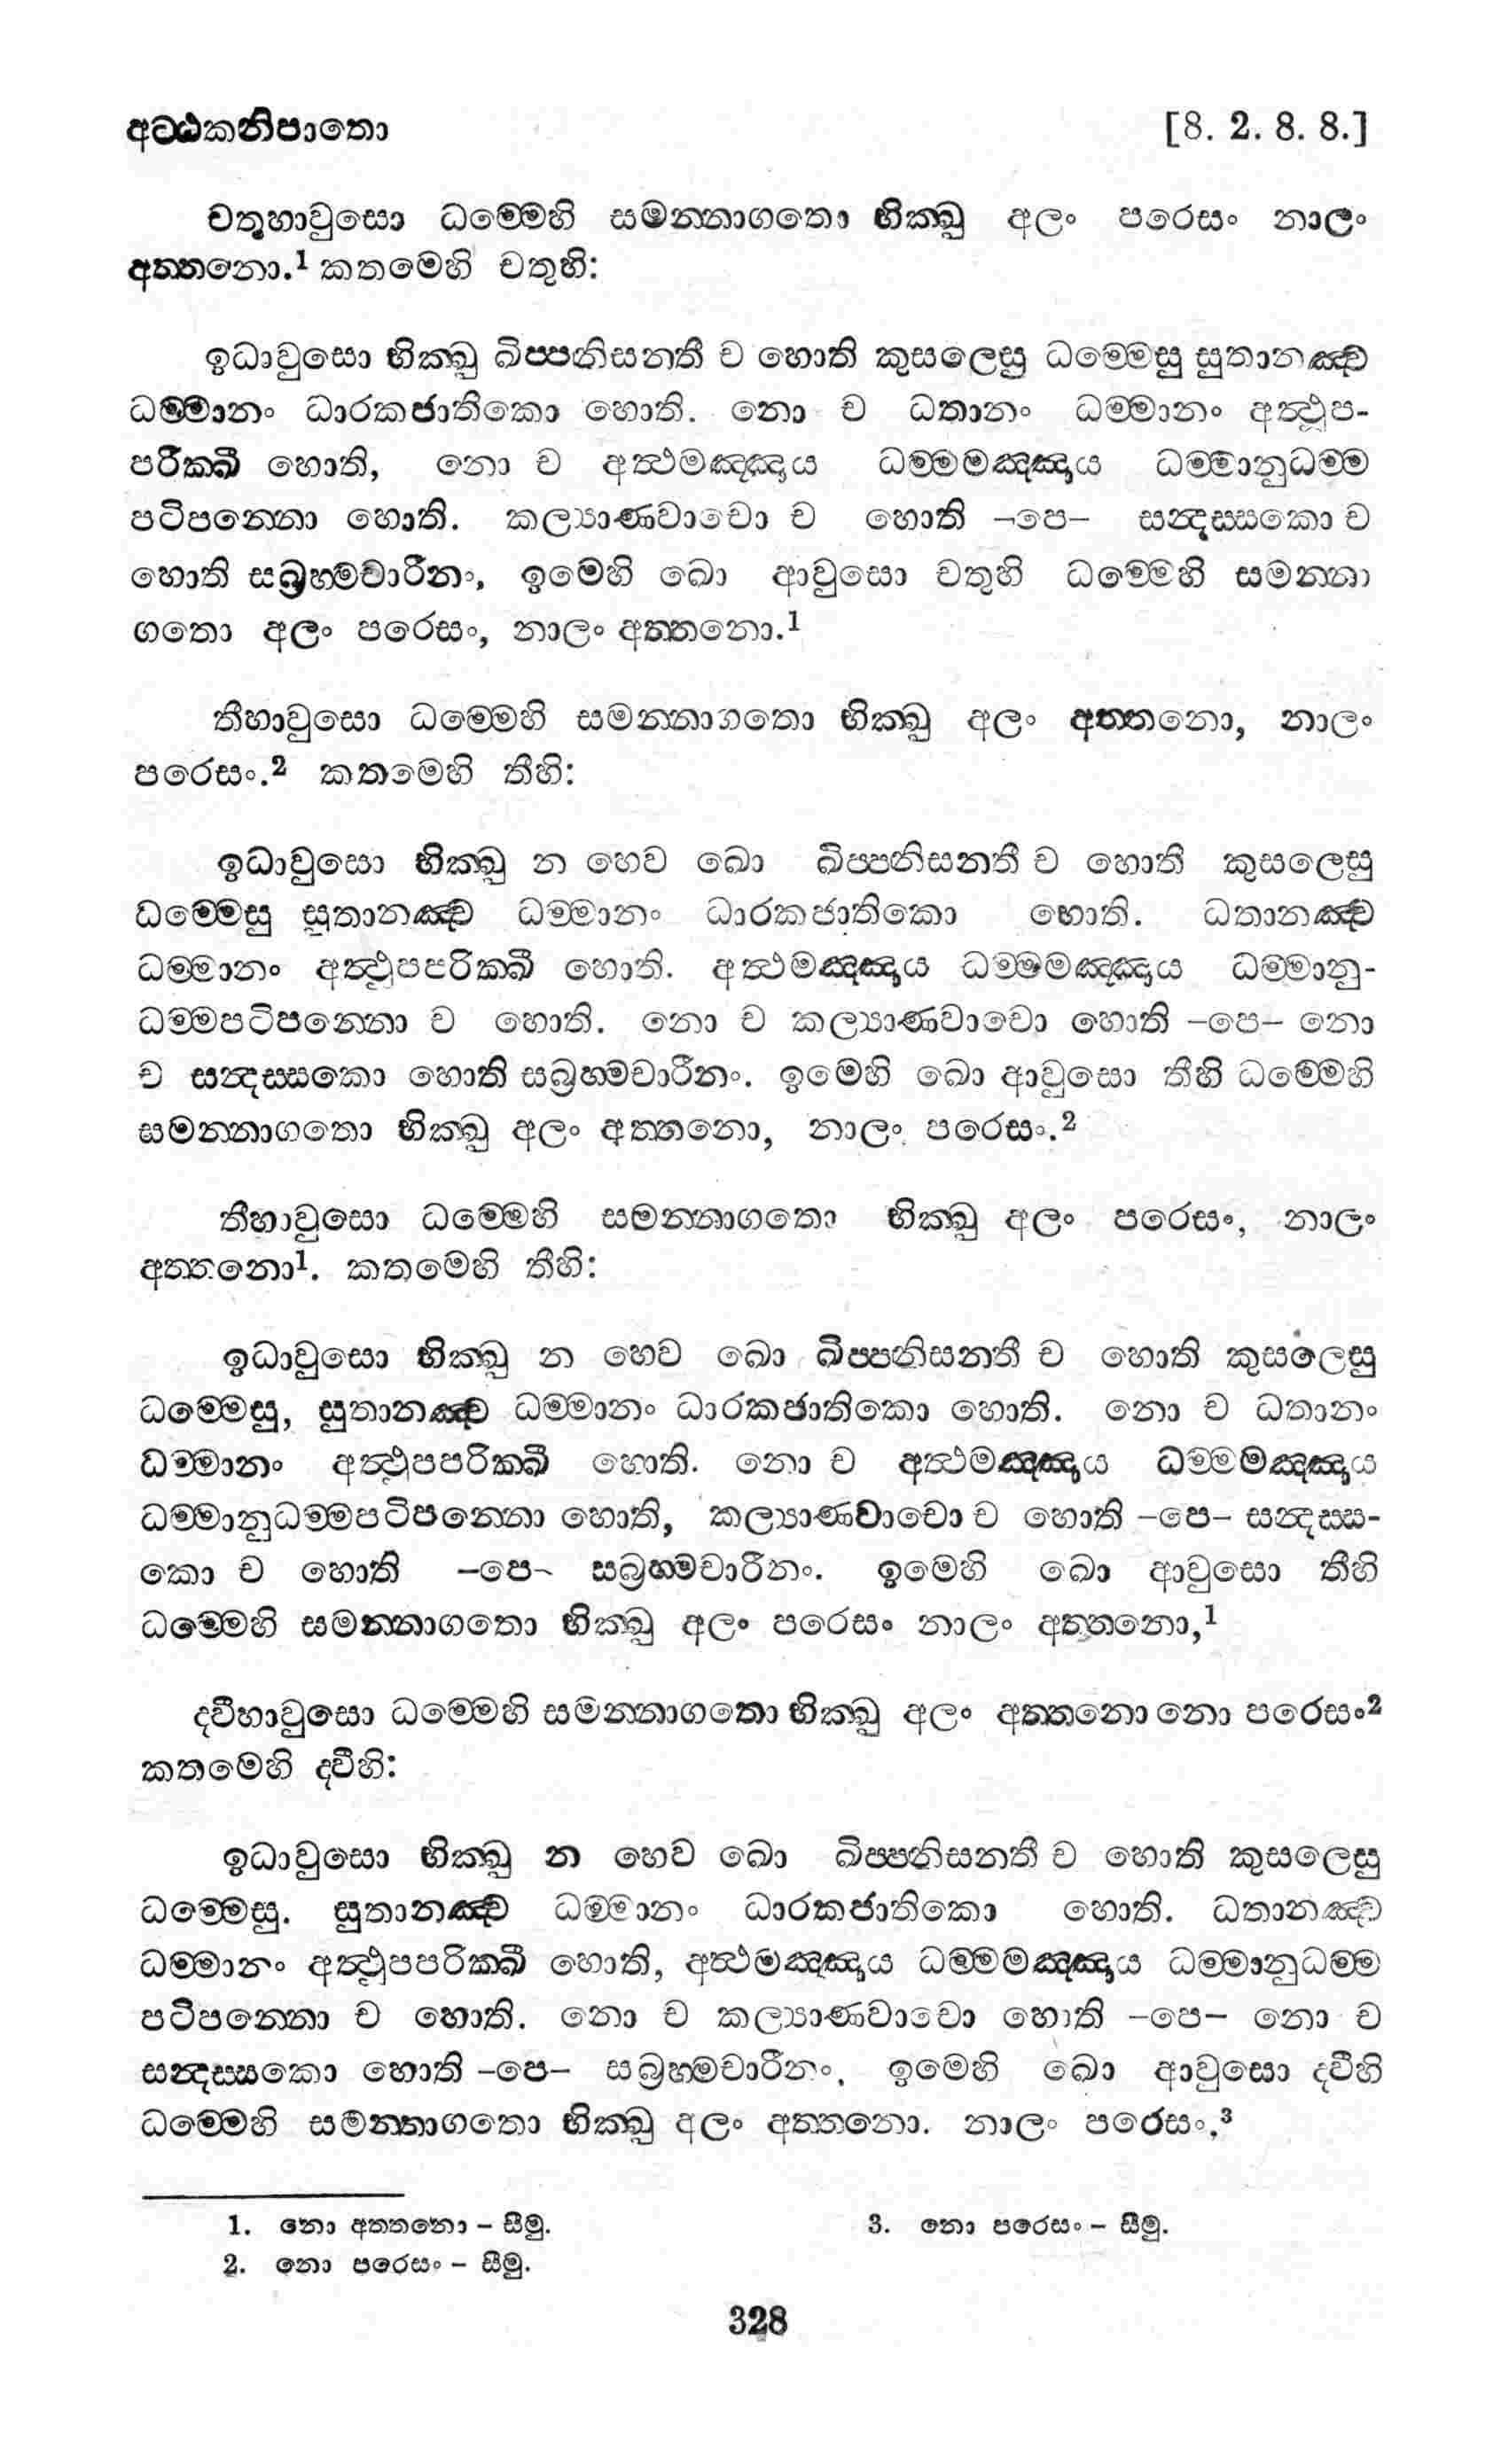 අට්ඨකනිපාතො [8. 2. 8. 8.]
චතූහාවුසො ධම්මෙහි සමන්නාගතො භික්ඛු අලං පරෙසං නාලං
අත්තනො.1 කතමෙහි චතුහි:
ඉධාවුසො භික්ඛු ඛිප්පනිසන්තී ච හොති කුසලෙසු ධම්මෙසු සුතානඤ්ච
ධම්මානං ධාරකජාතිකො හොති. නො ච ධතානං ධම්මානං අත්ථූප-
පරික්ඛී හොති, නො ච අත්ථමඤ්ඤාය ධම්මමඤ්ඤාය ධම්මානුධම්ම
පටිපන්නො හොති. කල්‍යාණවාචො ච හොති –පෙ– සන්දස්සකො ච
හොති සබ්‍රහ්මචාරීනං, ඉමෙහි ඛො ආවුසො චතුහි ධම්මෙහි සමන්නා
ගතො අලං පරෙසං, නාලං අත්තනො.1
තීහාවුසො ධම්මෙහි සමන්නාගතො භික්ඛු අලං අත්තනො, නාලං
පරෙසං.2 කතමෙහි තීහි:
ඉධාවුසො භික්ඛු න හෙව ඛො ඛිප්පනිසන්තී ච හොති කුසලෙසු
ධම්මෙසු සුතානඤ්ච ධම්මානං ධාරකජාතිකො හොති. ධතානඤ්ච
ධම්මානං අත්ථූපපරික්ඛී හොති. අත්ථමඤ්ඤාය ධම්මමඤ්ඤාය ධම්මානු-
ධම්මපටිපන්නො ච හොති. නො ච කල්‍යාණවාචො හොති –පෙ– නො
ච සන්දස්සකො හොති සබ්‍රහ්මචාරීනං. ඉමෙහි ඛො ආවුසො තීහි ධම්මෙහි
සමන්නාගතො භික්ඛු අලං අත්තනො, නාලං පරෙසං.2
තීහාවුසො ධම්මෙහි සමන්නාගතො භික්ඛු අලං පරෙසං, නාලං
අත්තනො1. කතමෙහි තීහි:
ඉධාවුසො භික්ඛු න හෙව ඛො ඛිප්පනිසන්තී ච හොති කුසලෙසු
ධම්මෙසු, සුතානඤ්ච ධම්මානං ධාරකජාතිකො හොති. නො ච ධතානං
ධම්මානං අත්ථූපපරික්ඛී හොති. නො ච අත්ථමඤ්ඤාය ධම්මමඤ්ඤාය
ධම්මානුධම්මපටිපන්නො හොති, කල්‍යාණවාචො ච හොති –පෙ– සන්දස්ස-
කො ච හොති –පෙ– සබ්‍රහ්මචාරීනං. ඉමෙහි ඛො ආවුසො තීහි
ධම්මෙහි සමන්නාගතො භික්ඛු අලං පරෙසං නාලං අත්තනො,1
ද්වීහාවුසො ධම්මෙහි සමන්නාගතො භික්ඛු අලං අත්තනො නො පරෙසං2
කතමෙහි ද්වීහි:
ඉධාවුසො භික්ඛු න හෙව ඛො ඛිප්පනිසන්තී ච හොති කුසලෙසු
ධම්මෙසු. සුතානඤ්ච ධම්මානං ධාරකජාතිකො හොති. ධතානඤ්ච
ධම්මානං අත්ථූපපරික්ඛී හොති, අත්ථමඤ්ඤාය ධම්මමඤ්ඤාය ධම්මානුධම්ම
පටිපන්නො ච හොති. නො ච කල්‍යාණවාචො හොති –පෙ– නො ච
සන්දස්සකො හොති –පෙ– සබ්‍රහ්මචාරීනං, ඉමෙහි ඛො ආවුසො ද්වීහි
ධම්මෙහි සමන්නාගතො භික්ඛු අලං අත්තනො. නාලං පරෙසං,3
1. නො අත්තනො – සීමු. 3. නො පරෙසං – සීමු.
2. නො පරෙසං – සීමු.
328